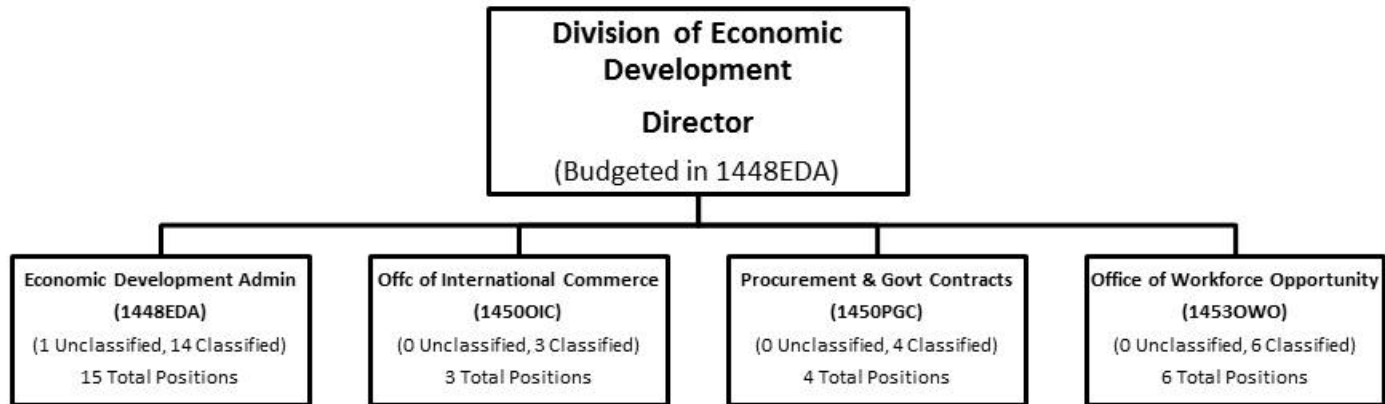 Division of Economic
Development
Director
(Budgeted in 1448EDA)
Economic Development Admin
(1448EDA)
(1 Unclassified, 14 Classified)
15 Total Positions
Offc of International Commerce
(1450OIC)
(0 Unclassified, 3 Classified)
3 Total Positions
Procurement & Govt Contracts
(1450PGC)
(0 Unclassified, 4 Classified)
4 Total Positions
Office of Workforce Opportunity
(1453OWO)
(0 Unclassified, 6 Classified)
6 Total Positions